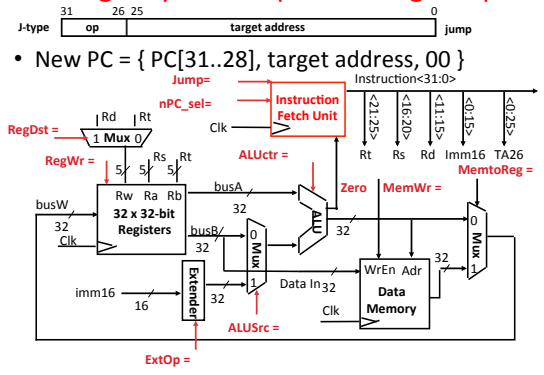 31 26 25 0
J-type op target address jump
• New PC = { PC[31..28], target address, 00 }
Jump=
Instruction<31:0>
nPC_sel=
Instruction
Fetch Unit
Rd Rt
RegDst=
1 Mux 0
Clk
<21:25>
<16:20>
<11:15>
<0:15>
<0:25>
RegWr=
5 5 Rs 5 Rt
ALUctr =
Rt Rs Rd Imm16 TA26
Zero MemWr = MemtoReg =
busW
Rw Ra Rb
busA
32
32 x 32-bit
Registers
32
Clk
busB
32
0
Mux
1
ALU
32
0
Mux
1
32
WrEn Adr
Data In 32
Data
Memory
Clk
imm16
16
Extender
32
ALUSrc =
ExtOp =